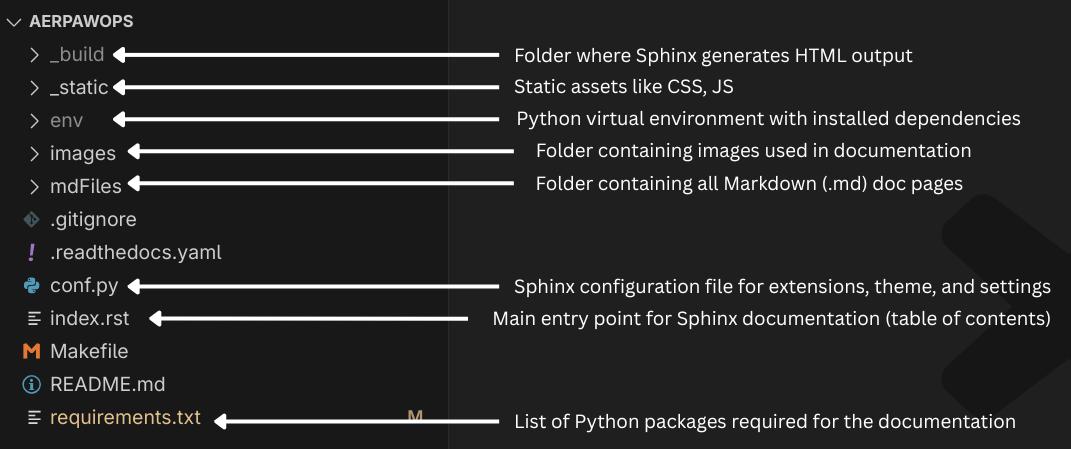 AERPAWOPS
_build Folder where Sphinx generates HTML output
_static Static assets like CSS, JS
env Python virtual environment with installed dependencies
images Folder containing images used in documentation
mdFiles Folder containing all Markdown (.md) doc pages
.gitignore
! .readthedocs.yaml
conf.py Sphinx configuration file for extensions, theme, and settings
index.rst Main entry point for Sphinx documentation (table of contents)
M Makefile
README.md
requirements.txt M List of Python packages required for the documentation